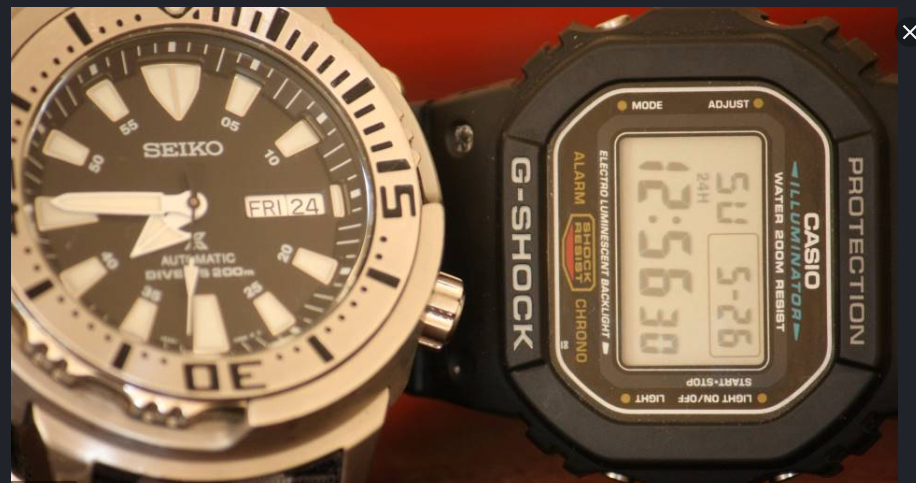 SEIKO
05
10
FRI 24
20
25
35
40
50
55
AUTOMATIC
DIVER'S 200m
15
30
G-SHOCK
PROTECTION
MODE
ADJUST
CASIO
ILLUMINATOR
WATER 200M RESIST
ELECTRO LUMINESCENT BACKLIGHT
ALARM
SHOCK
RESIST
CHRONO
SU
5-26
24H
12:56 30
START•STOP
LIGHT ON/OFF
LIGHT